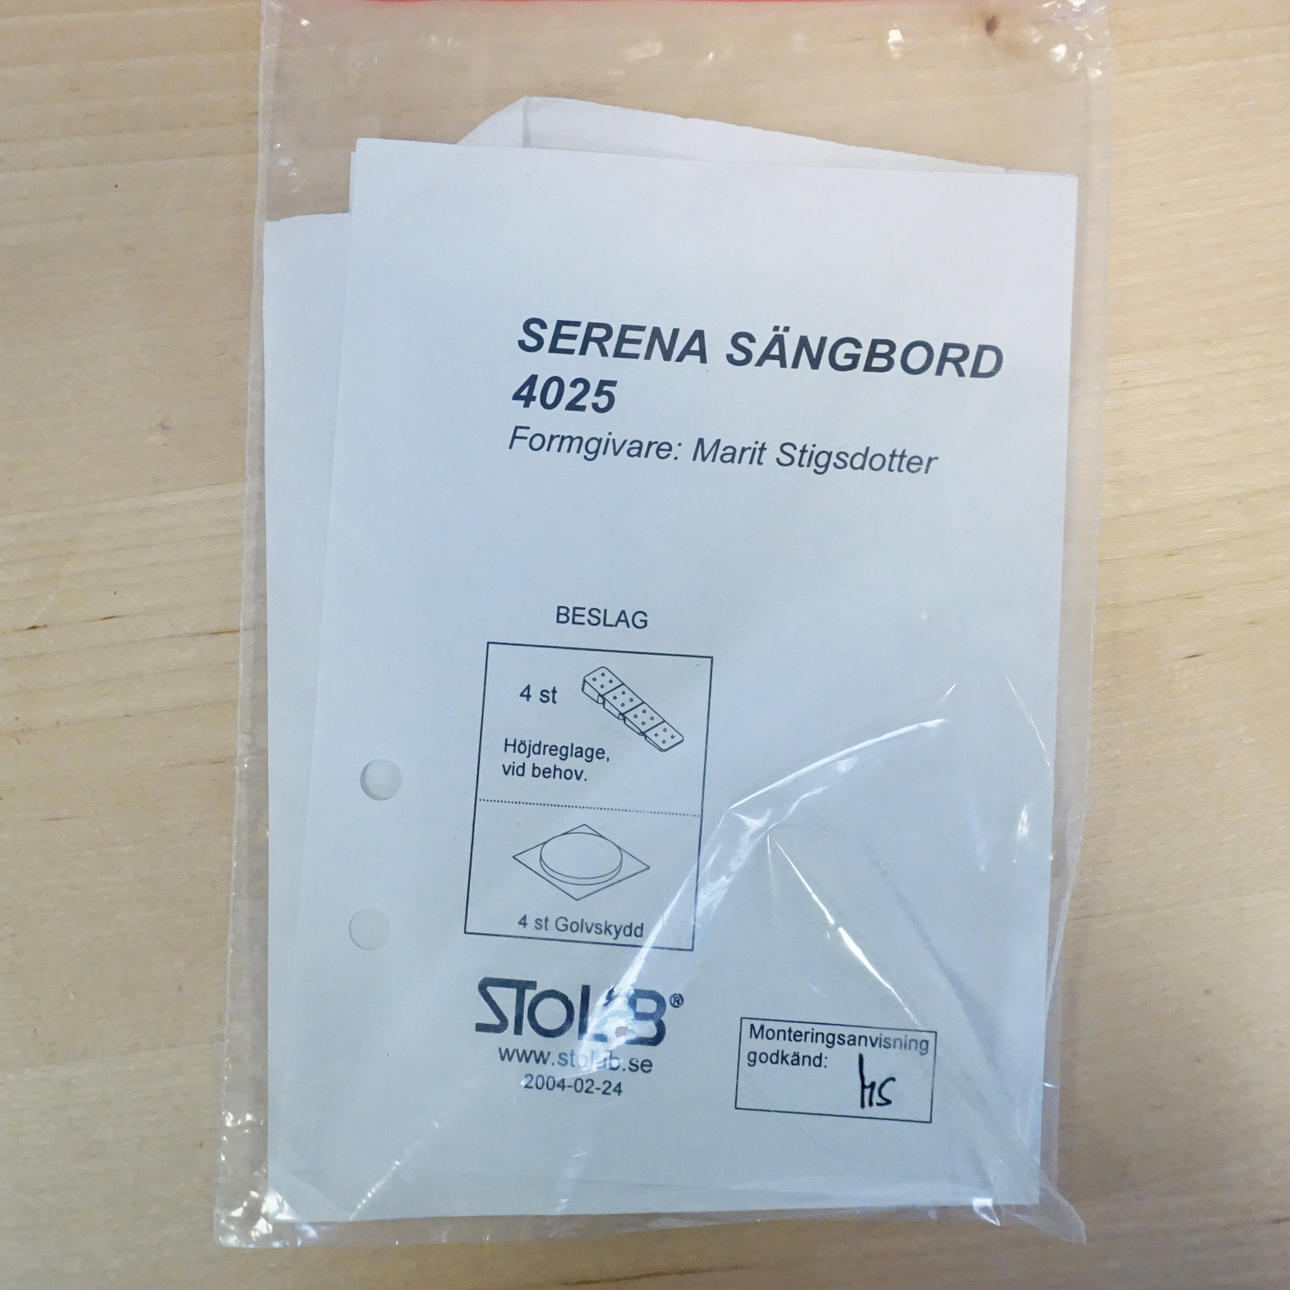 SERENA SÄNGBORD
4025
Formgivare: Marit Stigsdotter
BESLAG
4 st
Höjdreglage,
vid behov.
4 st Golvskydd
STOLAB®
www.stolab.se
2004-02-24
Monteringsanvisning
godkänd: